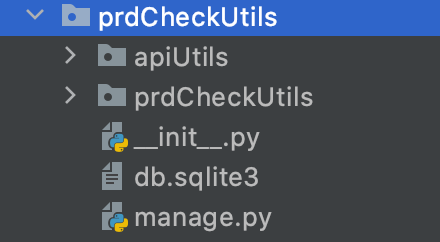 prdCheckUtils
apiUtils
prdCheckUtils
__init__.py
db.sqlite3
manage.py